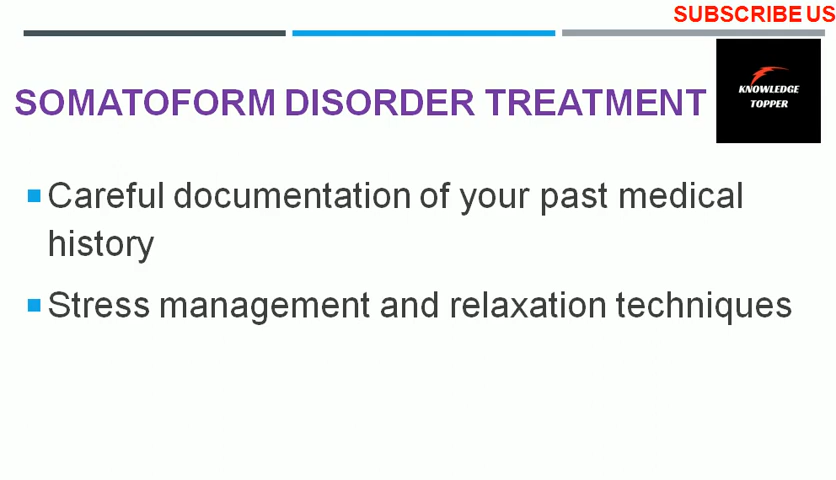 SUBSCRIBE US
KNOWLEDGE
TOPPER
SOMATOFORM DISORDER TREATMENT
Careful documentation of your past medical
history
Stress management and relaxation techniques